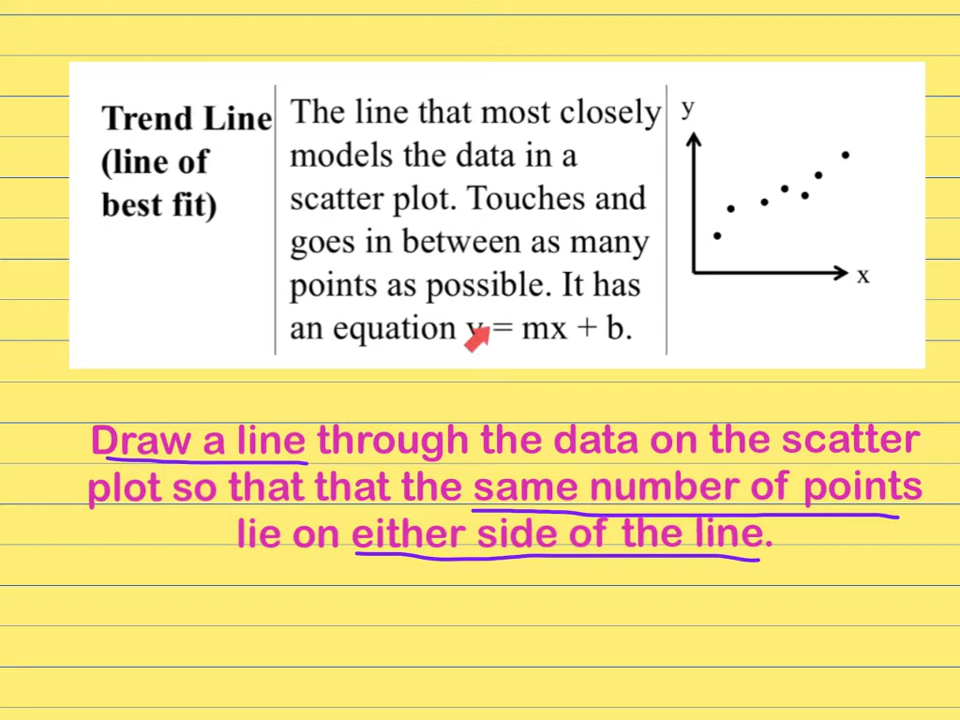 Trend Line
(line of
best fit)
The line that most closely
models the data in a
scatter plot. Touches and
goes in between as many
points as possible. It has
an equation y = mx + b.
y
x
Draw a line through the data on the scatter
plot so that that the same number of points
lie on either side of the line.